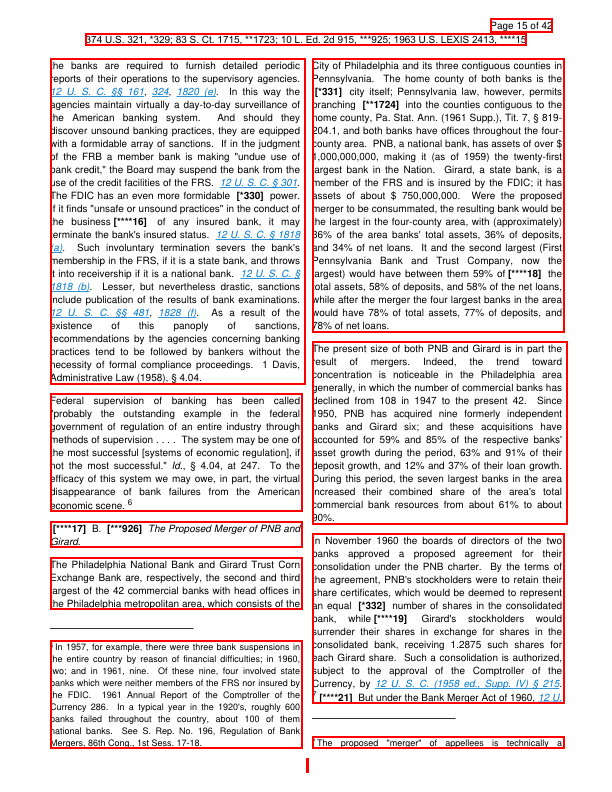 Page 15 of 42
374 U.S. 321, *329; 83 S. Ct. 1715, **1723; 10 L. Ed. 2d 915, ***925; 1963 U.S. LEXIS 2413, ****15
the banks are required to furnish detailed periodic
reports of their operations to the supervisory agencies.
12 U. S. C. §§ 161, 324, 1820 (e). In this way the
agencies maintain virtually a day-to-day surveillance of
the American banking system. And should they
discover unsound banking practices, they are equipped
with a formidable array of sanctions. If in the judgment
of the FRB a member bank is making "undue use of
bank credit," the Board may suspend the bank from the
use of the credit facilities of the FRS. 12 U.S.C. § 301.
The FDIC has an even more formidable [*330] power.
If it finds "unsafe or unsound practices" in the conduct of
the business [****16] of any insured bank, it may
terminate the bank's insured status. 12 U.S.C. § 1818
(a). Such involuntary termination severs the bank's
membership in the FRS, if it is a state bank, and throws
it into receivership if it is a national bank. 12 U.S.C. §
1818 (b). Lesser, but nevertheless drastic, sanctions
include publication of the results of bank examinations.
12 U.S.C. §§ 481, 1828 (f). As a result of the
existence of this panoply of sanctions,
recommendations by the agencies concerning banking
practices tend to be followed by bankers without the
necessity of formal compliance proceedings. 1 Davis,
Administrative Law (1958), § 4.04.
Federal supervision of banking has been called
"probably the outstanding example in the federal
government of regulation of an entire industry through
methods of supervision . . . . The system may be one of
the most successful [systems of economic regulation], if
not the most successful." Id., § 4.04, at 247. To the
efficacy of this system we may owe, in part, the virtual
disappearance of bank failures from the American
economic scene. 6
[****17] B. [***926] The Proposed Merger of PNB and
Girard.
The Philadelphia National Bank and Girard Trust Corn
Exchange Bank are, respectively, the second and third
largest of the 42 commercial banks with head offices in
the Philadelphia metropolitan area, which consists of the
6 In 1957, for example, there were three bank suspensions in
the entire country by reason of financial difficulties; in 1960,
two; and in 1961, nine. Of these nine, four involved state
banks which were neither members of the FRS nor insured by
the FDIC. 1961 Annual Report of the Comptroller of the
Currency 286. In a typical year in the 1920's, roughly 600
banks failed throughout the country, about 100 of them
national banks. See S. Rep. No. 196, Regulation of Bank
Mergers, 86th Cong., 1st Sess. 17-18.
City of Philadelphia and its three contiguous counties in
Pennsylvania. The home county of both banks is the
[*331] city itself; Pennsylvania law, however, permits
branching [**1724] into the counties contiguous to the
home county, Pa. Stat. Ann. (1961 Supp.), Tit. 7, § 819-
204.1, and both banks have offices throughout the four-
county area. PNB, a national bank, has assets of over $
1,000,000,000, making it (as of 1959) the twenty-first
largest bank in the Nation. Girard, a state bank, is a
member of the FRS and is insured by the FDIC; it has
assets of about $ 750,000,000. Were the proposed
merger to be consummated, the resulting bank would be
the largest in the four-county area, with (approximately)
36% of the area banks' total assets, 36% of deposits,
and 34% of net loans. It and the second largest (First
Pennsylvania Bank and Trust Company, now the
largest) would have between them 59% of [****18] the
total assets, 58% of deposits, and 58% of the net loans,
while after the merger the four largest banks in the area
would have 78% of total assets, 77% of deposits, and
78% of net loans.
The present size of both PNB and Girard is in part the
result of mergers. Indeed, the trend toward
concentration is noticeable in the Philadelphia area
generally, in which the number of commercial banks has
declined from 108 in 1947 to the present 42. Since
1950, PNB has acquired nine formerly independent
banks and Girard six; and these acquisitions have
accounted for 59% and 85% of the respective banks'
asset growth during the period, 63% and 91% of their
deposit growth, and 12% and 37% of their loan growth.
During this period, the seven largest banks in the area
increased their combined share of the area's total
commercial bank resources from about 61% to about
90%.
In November 1960 the boards of directors of the two
banks approved a proposed agreement for their
consolidation under the PNB charter. By the terms of
the agreement, PNB's stockholders were to retain their
share certificates, which would be deemed to represent
an equal [*332] number of shares in the consolidated
bank, while [****19] Girard's stockholders would
surrender their shares in exchange for shares in the
consolidated bank, receiving 1.2875 such shares for
each Girard share. Such a consolidation is authorized,
subject to the approval of the Comptroller of the
Currency, by 12 U.S.C. (1958 ed., Supp. IV) § 215.
7 [****21] But under the Bank Merger Act of 1960, 12 U.
7 The proposed "merger" of appellees is technically a